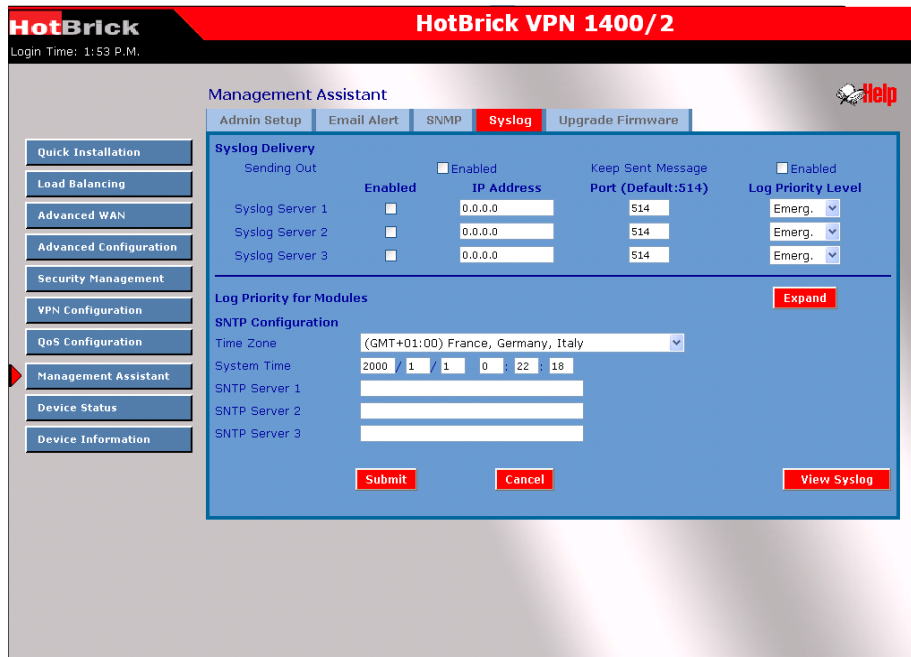 HotBrick
HotBrick VPN 1400/2
Login Time: 1:53 P.M.
Management Assistant
Help
Admin Setup Email Alert SNMP Syslog Upgrade Firmware
Quick Installation
Load Balancing
Advanced WAN
Advanced Configuration
Security Management
VPN Configuration
QoS Configuration
Management Assistant
Device Status
Device Information
Syslog Delivery
Sending Out Enabled Keep Sent Message Enabled
Enabled IP Address Port (Default:514) Log Priority Level
Syslog Server 1 0.0.0.0 514 Emerg.
Syslog Server 2 0.0.0.0 514 Emerg.
Syslog Server 3 0.0.0.0 514 Emerg.
Log Priority for Modules Expand
SNTP Configuration
Time Zone (GMT+01:00) France, Germany, Italy
System Time 2000 / 1 / 1 0 : 22 : 18
SNTP Server 1
SNTP Server 2
SNTP Server 3
Submit Cancel View Syslog